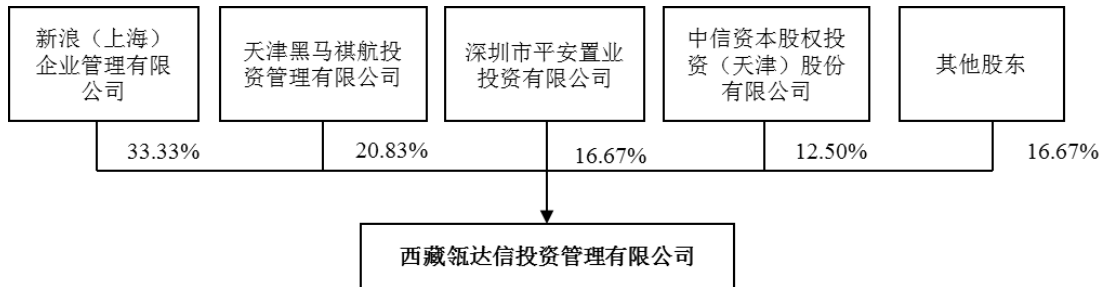 新浪（上海）
企业管理有限
公司
天津黑马祺航投
资管理有限公司
深圳市平安置业
投资有限公司
中信资本股权投
资（天津）股份
有限公司
其他股东
33.33%
20.83%
16.67%
12.50%
16.67%
西藏瓴达信投资管理有限公司